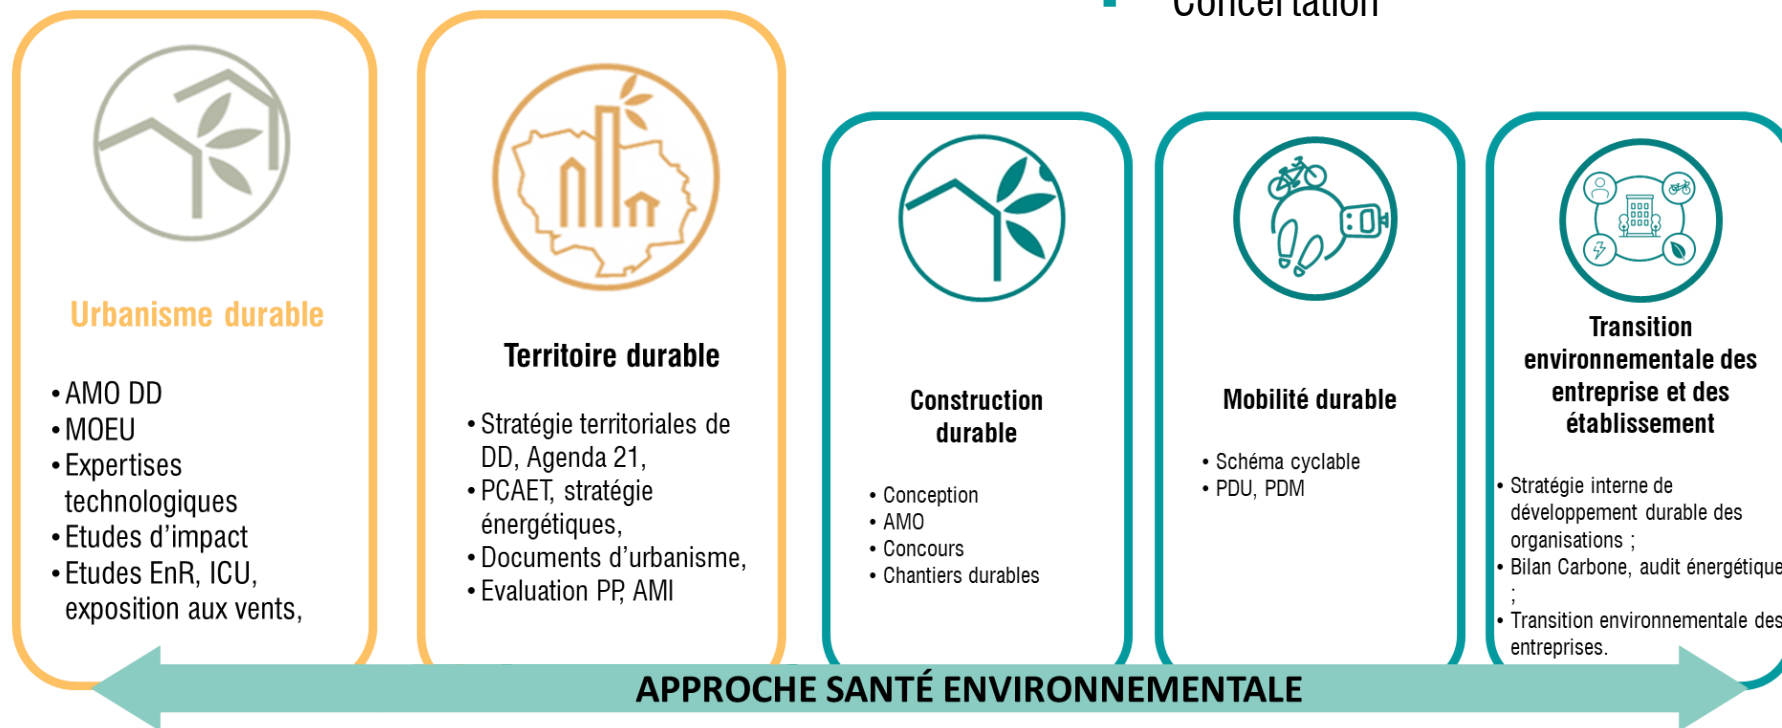 Concertation
Urbanisme durable
• AMO DD
• MOEU
• Expertises
technologiques
• Etudes d’impact
• Etudes EnR, ICU,
exposition aux vents,
Territoire durable
• Stratégie territoriales de
DD, Agenda 21,
• PCAET, stratégie
énergétiques,
• Documents d’urbanisme,
• Evaluation PP, AMI
Construction
durable
• Conception
• AMO
• Concours
• Chantiers durables
Mobilité durable
• Schéma cyclable
• PDU, PDM
Transition
environnementale des
entreprise et des
établissement
• Stratégie interne de
développement durable des
organisations ;
• Bilan Carbone, audit énergétique
;
• Transition environnementale des
entreprises.
APPROCHE SANTÉ ENVIRONNEMENTALE